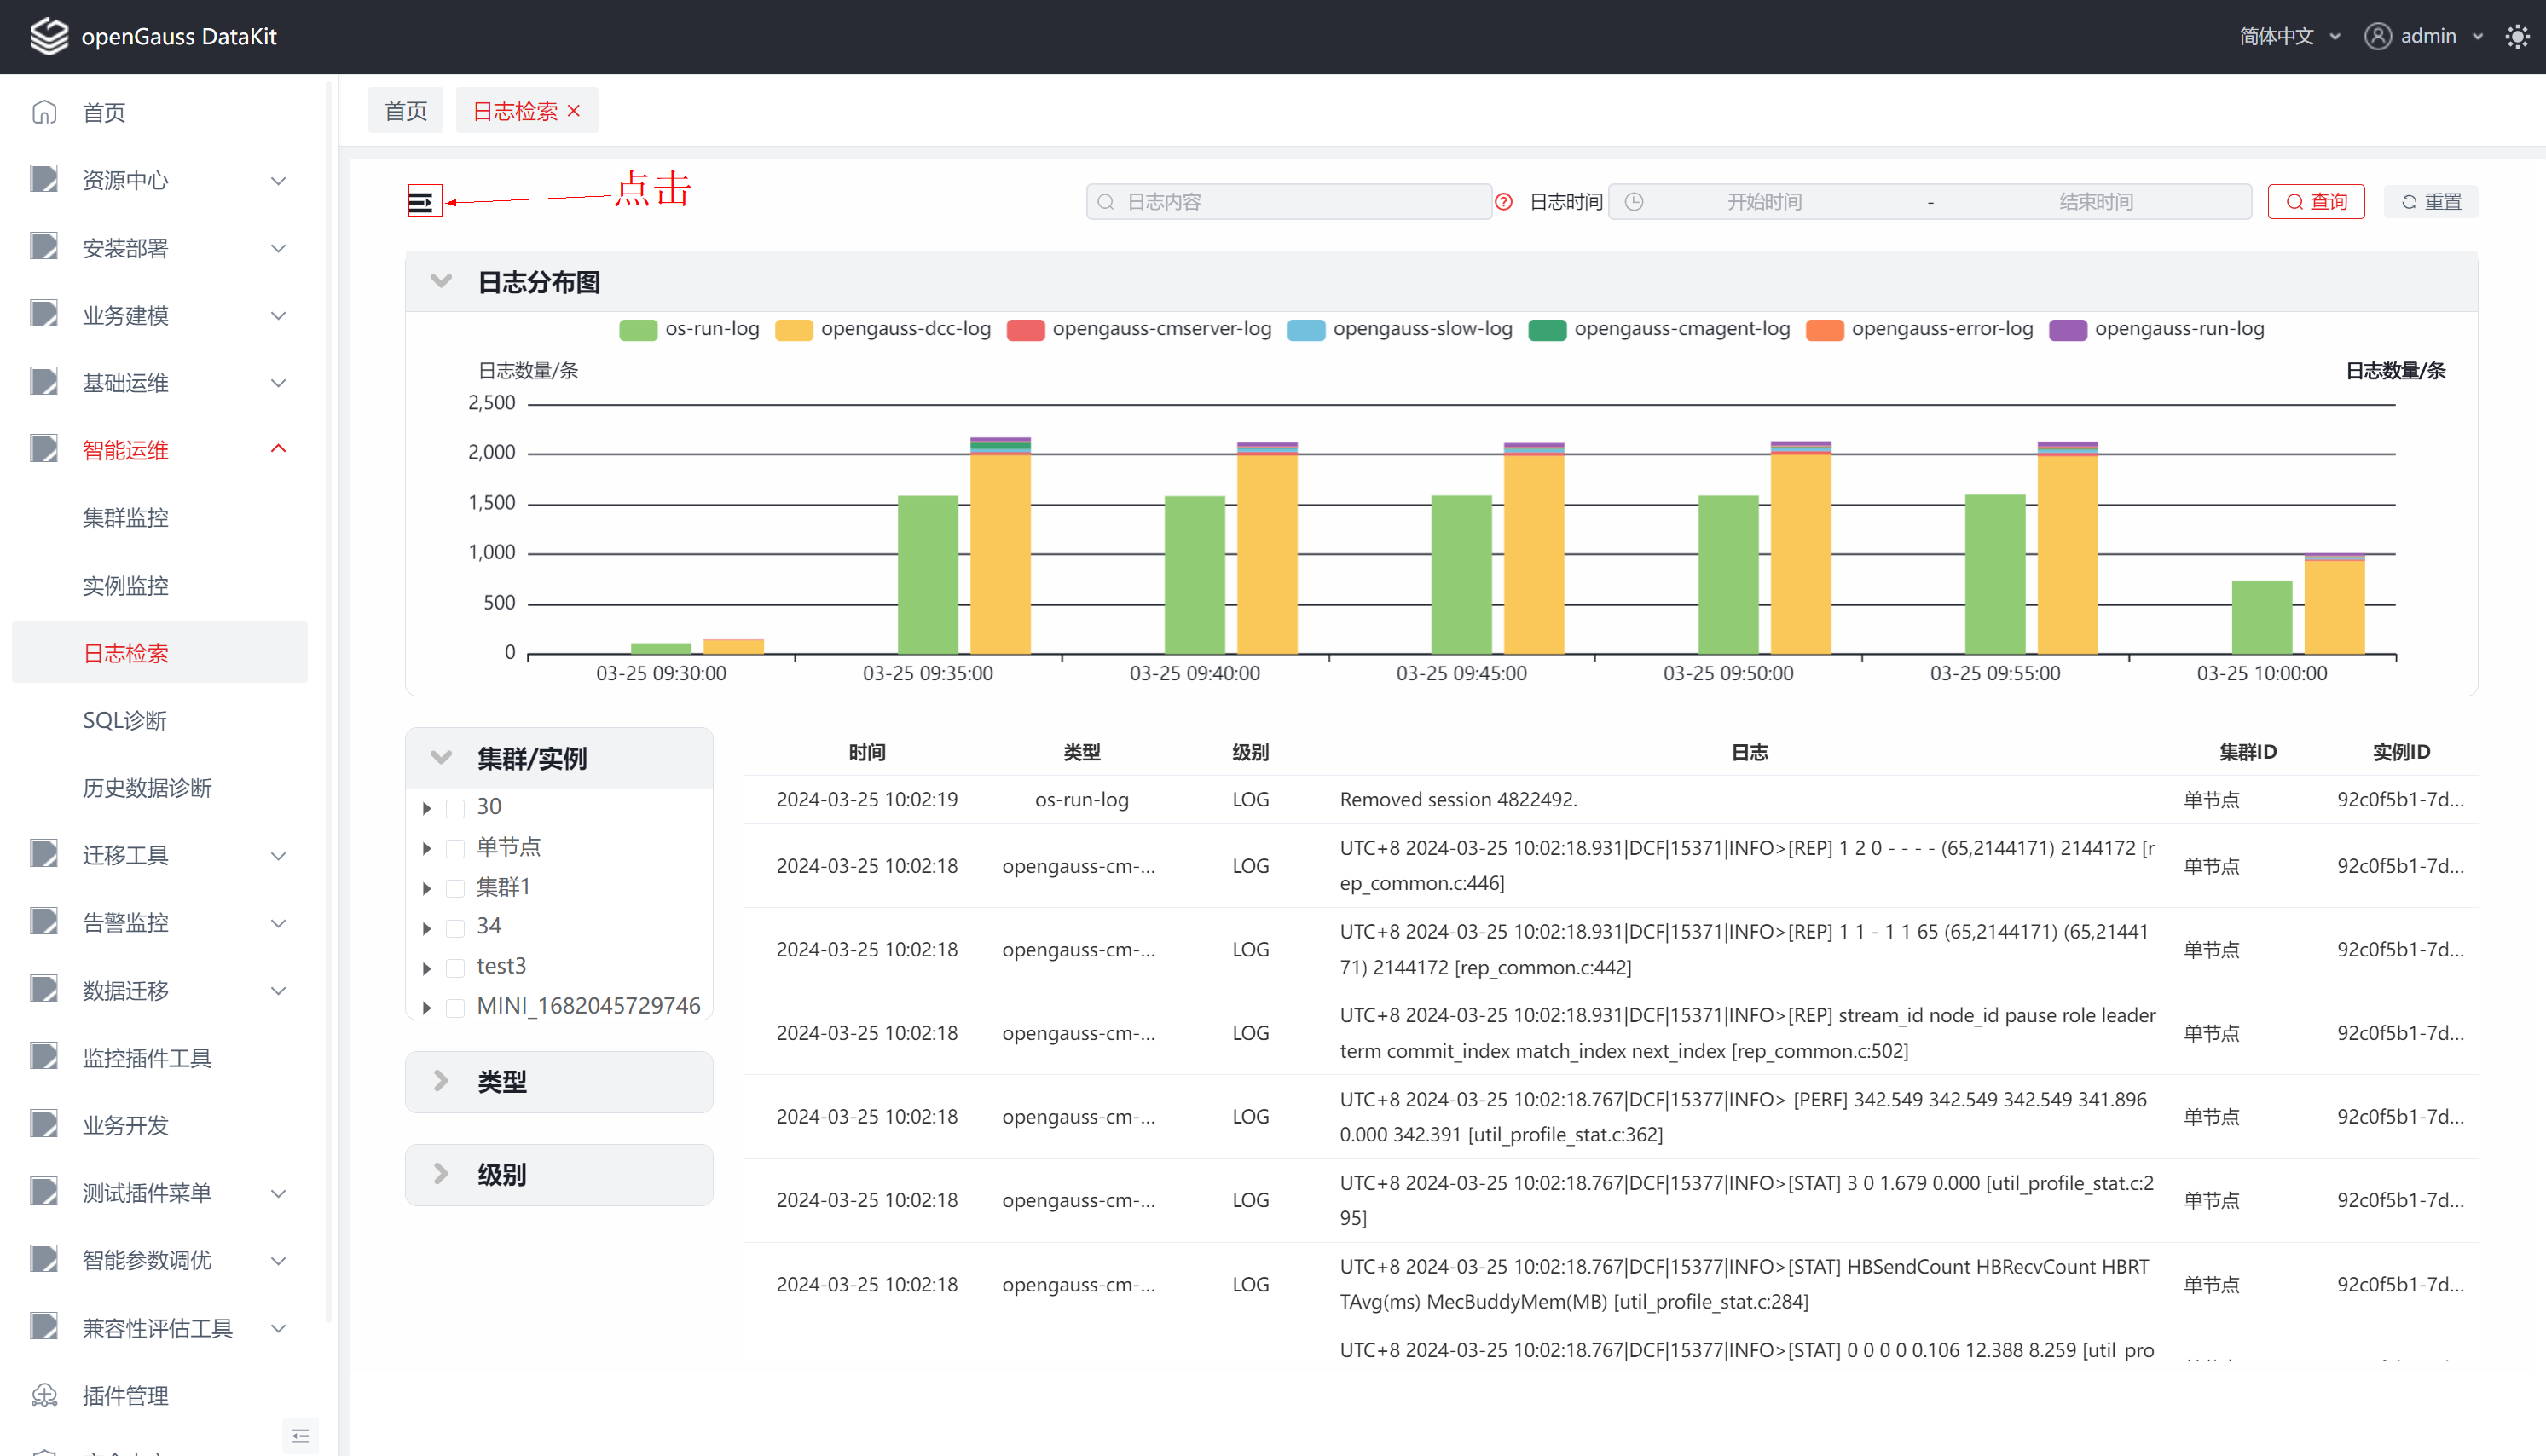 openGauss DataKit
简体中文
admin
首页
资源中心
安装部署
业务建模
基础运维
智能运维
集群监控
实例监控
日志检索
SQL诊断
历史数据诊断
迁移工具
告警监控
数据迁移
监控插件工具
业务开发
测试插件菜单
智能参数调优
兼容性评估工具
插件管理
首页 日志检索
点击
日志内容 日志时间 开始时间 - 结束时间 查询 重置
日志分布图
os-run-log opengauss-dcc-log opengauss-cmserver-log opengauss-slow-log opengauss-cmagent-log opengauss-error-log opengauss-run-log
日志数量/条 日志数量/条
2,500
2,000
1,500
1,000
500
0
03-25 09:30:00 03-25 09:35:00 03-25 09:40:00 03-25 09:45:00 03-25 09:50:00 03-25 09:55:00 03-25 10:00:00
集群/实例
30
单节点
集群1
34
test3
MINI_1682045729746
类型
级别
时间 类型 级别 日志 集群ID 实例ID
2024-03-25 10:02:19 os-run-log LOG Removed session 4822492. 单节点 92c0f5b1-7d...
2024-03-25 10:02:18 opengauss-cm-... LOG UTC+8 2024-03-25 10:02:18.931|DCF|15371|INFO>[REP] 1 2 0 - - - - (65,2144171) 2144172 [r 单节点 92c0f5b1-7d...
ep_common.c:446]
2024-03-25 10:02:18 opengauss-cm-... LOG UTC+8 2024-03-25 10:02:18.931|DCF|15371|INFO>[REP] 1 1 - 1 1 65 (65,2144171) (65,21441 单节点 92c0f5b1-7d...
71) 2144172 [rep_common.c:442]
2024-03-25 10:02:18 opengauss-cm-... LOG UTC+8 2024-03-25 10:02:18.931|DCF|15371|INFO>[REP] stream_id node_id pause role leader 单节点 92c0f5b1-7d...
term commit_index match_index next_index [rep_common.c:502]
2024-03-25 10:02:18 opengauss-cm-... LOG UTC+8 2024-03-25 10:02:18.767|DCF|15377|INFO> [PERF] 342.549 342.549 342.549 341.896 单节点 92c0f5b1-7d...
0.000 342.391 [util_profile_stat.c:362]
2024-03-25 10:02:18 opengauss-cm-... LOG UTC+8 2024-03-25 10:02:18.767|DCF|15377|INFO>[STAT] 3 0 1.679 0.000 [util_profile_stat.c:2 单节点 92c0f5b1-7d...
95]
2024-03-25 10:02:18 opengauss-cm-... LOG UTC+8 2024-03-25 10:02:18.767|DCF|15377|INFO>[STAT] HBSendCount HBRecvCount HBRT 单节点 92c0f5b1-7d...
TAvg(ms) MecBuddyMem(MB) [util_profile_stat.c:284]
UTC+8 2024-03-25 10:02:18.767|DCF|15377|INFO>[STAT] 0 0 0 0 0.106 12.388 8.259 [util_pro